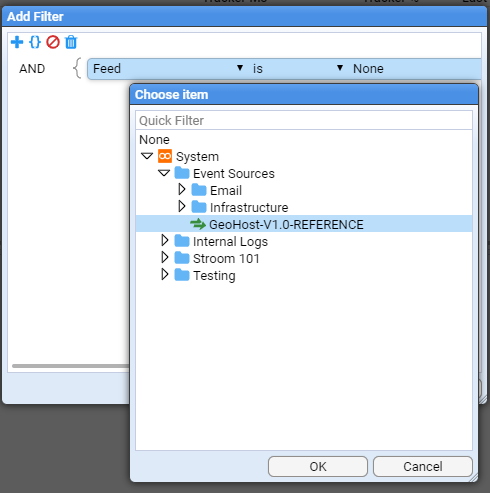 Add Filter
{}
AND { Feed is None
Choose item
Quick Filter
None
System
Event Sources
Email
Infrastructure
GeoHost-V1.0-REFERENCE
Internal Logs
Stroom 101
Testing
OK Cancel